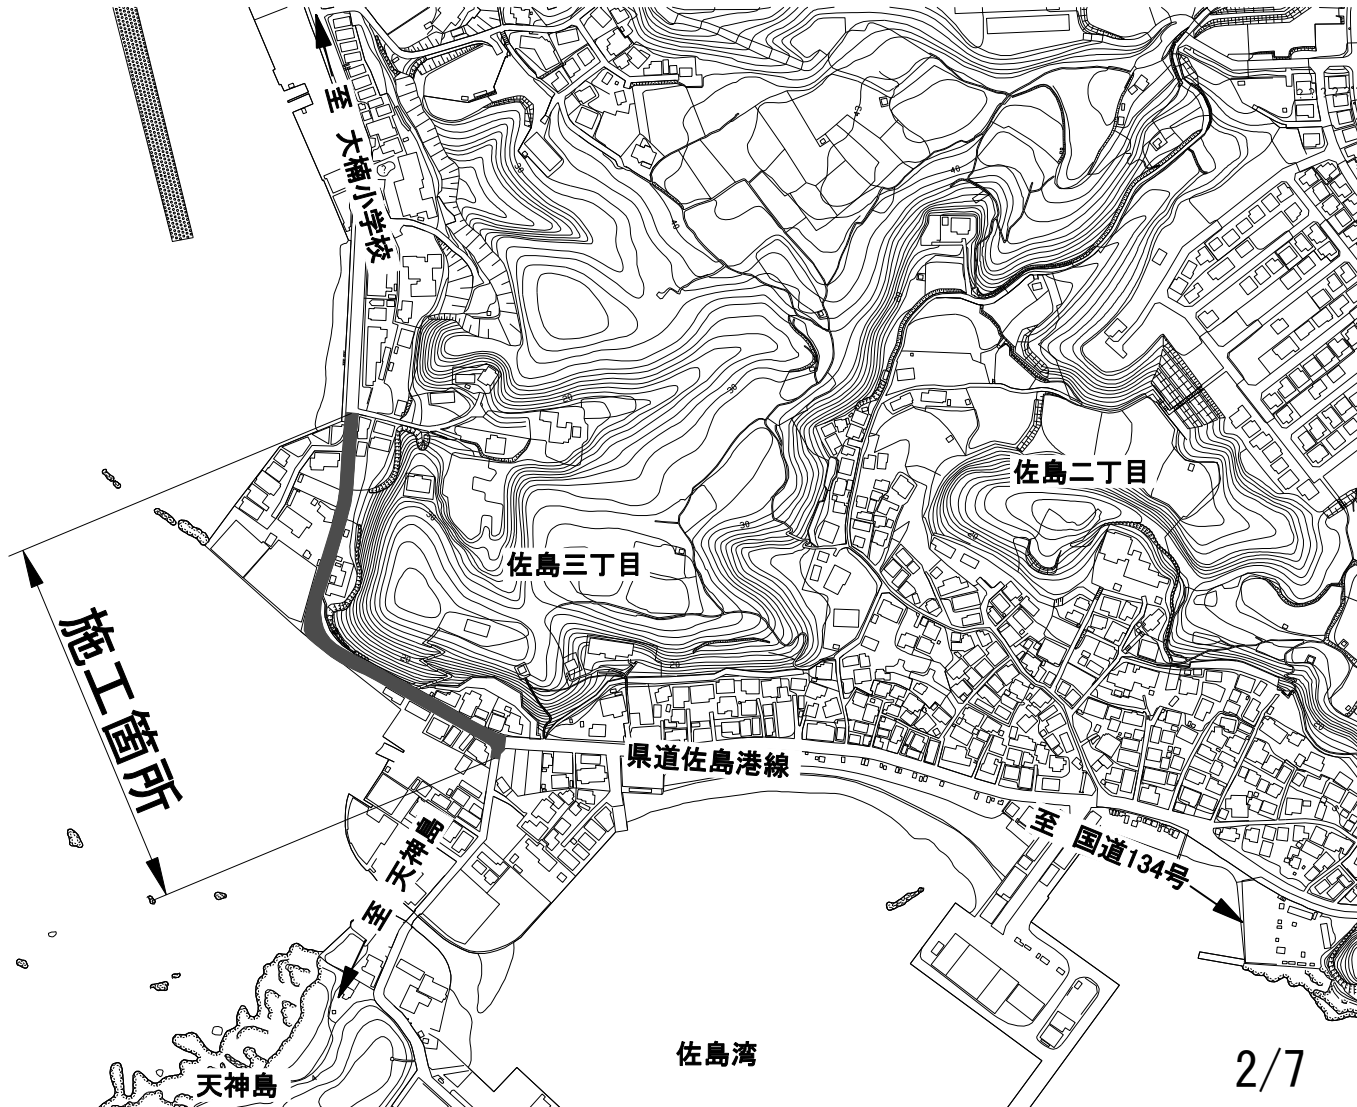 至 大楠小学校
佐島二丁目
佐島三丁目
施工箇所
県道佐島港線
至 国道134号
至 天神島
佐島湾
天神島
2/7